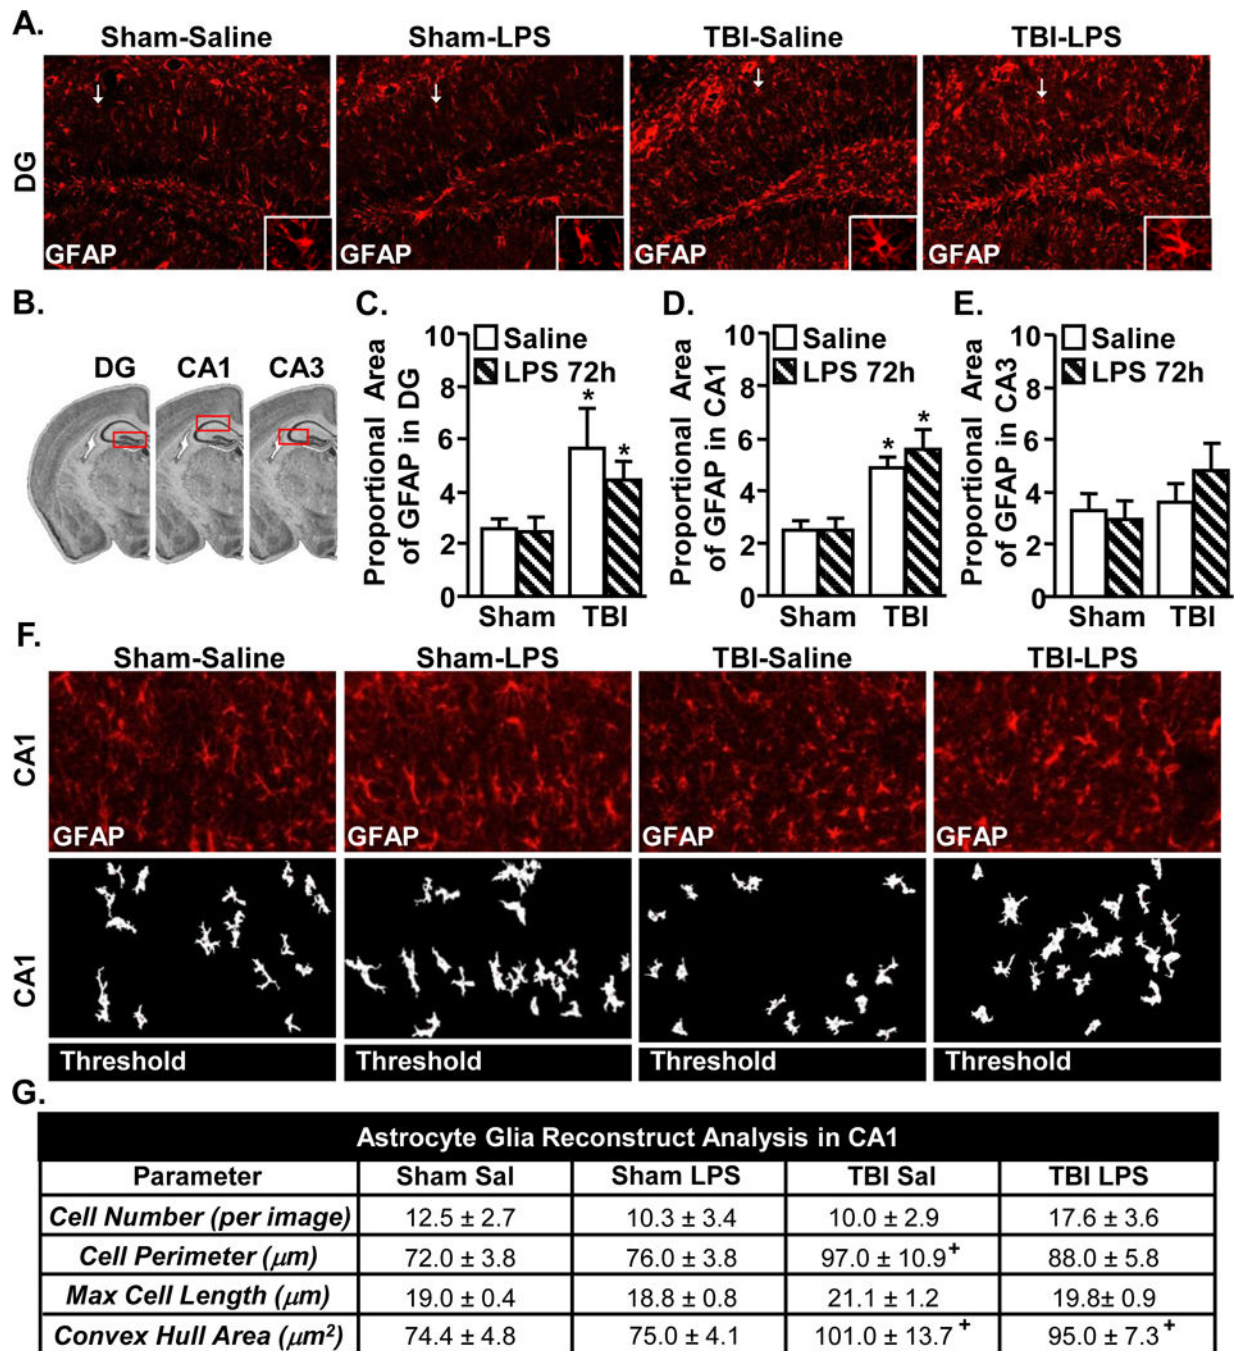 A.
Sham-Saline Sham-LPS TBI-Saline TBI-LPS
DG
GFAP GFAP GFAP GFAP
B.
DG CA1 CA3
C.
Proportional Area
of GFAP in DG
10
8
6
4
2
0
Saline
LPS 72h
*
*
Sham TBI
D.
Proportional Area
of GFAP in CA1
10
8
6
4
2
0
Saline
LPS 72h
*
*
Sham TBI
E.
Proportional Area
of GFAP in CA3
10
8
6
4
2
0
Saline
LPS 72h
Sham TBI
F.
Sham-Saline Sham-LPS TBI-Saline TBI-LPS
CA1
GFAP GFAP GFAP GFAP
CA1
Threshold Threshold Threshold Threshold
G.
Astrocyte Glia Reconstruct Analysis in CA1
Parameter Sham Sal Sham LPS TBI Sal TBI LPS
Cell Number (per image) 12.5 ± 2.7 10.3 ± 3.4 10.0 ± 2.9 17.6 ± 3.6
Cell Perimeter (μm) 72.0 ± 3.8 76.0 ± 3.8 97.0 ± 10.9+ 88.0 ± 5.8
Max Cell Length (μm) 19.0 ± 0.4 18.8 ± 0.8 21.1 ± 1.2 19.8± 0.9
Convex Hull Area (μm²) 74.4 ± 4.8 75.0 ± 4.1 101.0 ± 13.7 + 95.0 ± 7.3 +